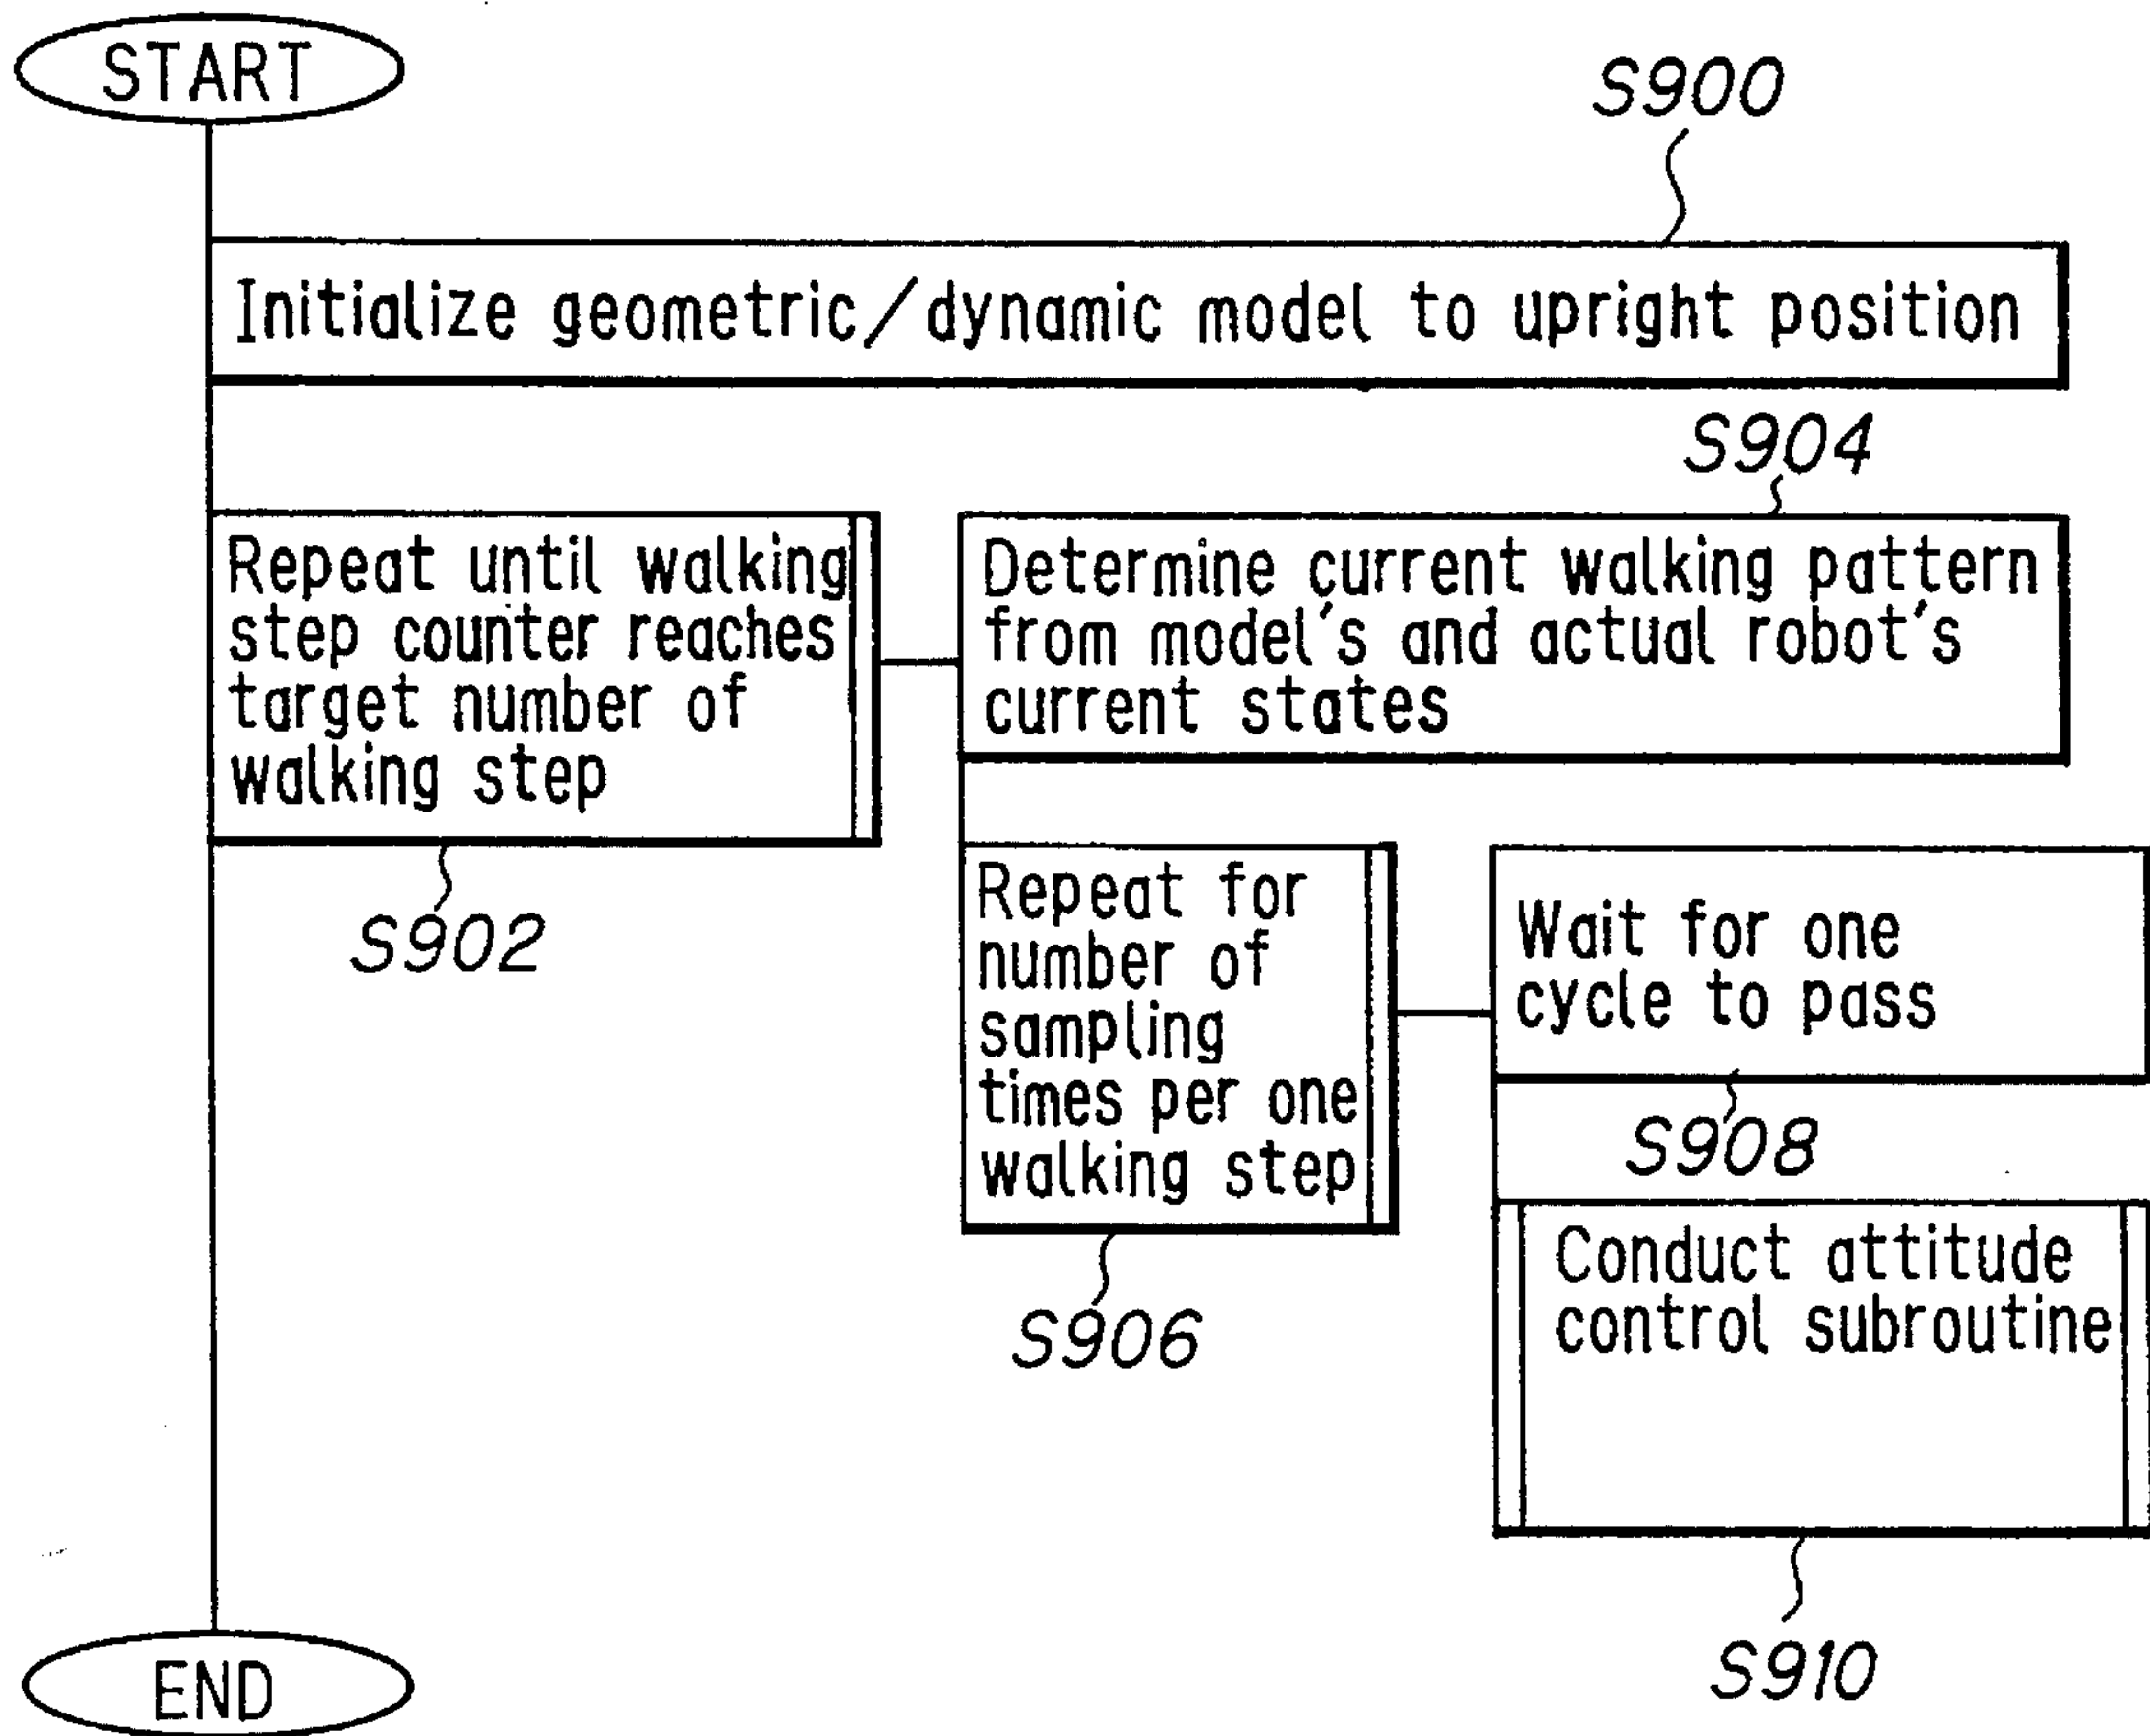 START
S900
Initialize geometric/dynamic model to upright position
S904
Repeat until walking
step counter reaches
target number of
walking step
S902
Determine current walking pattern
from model's and actual robot's
current states
Repeat for
number of
sampling
times per one
walking step
S906
Wait for one
cycle to pass
S908
Conduct attitude
control subroutine
S910
END